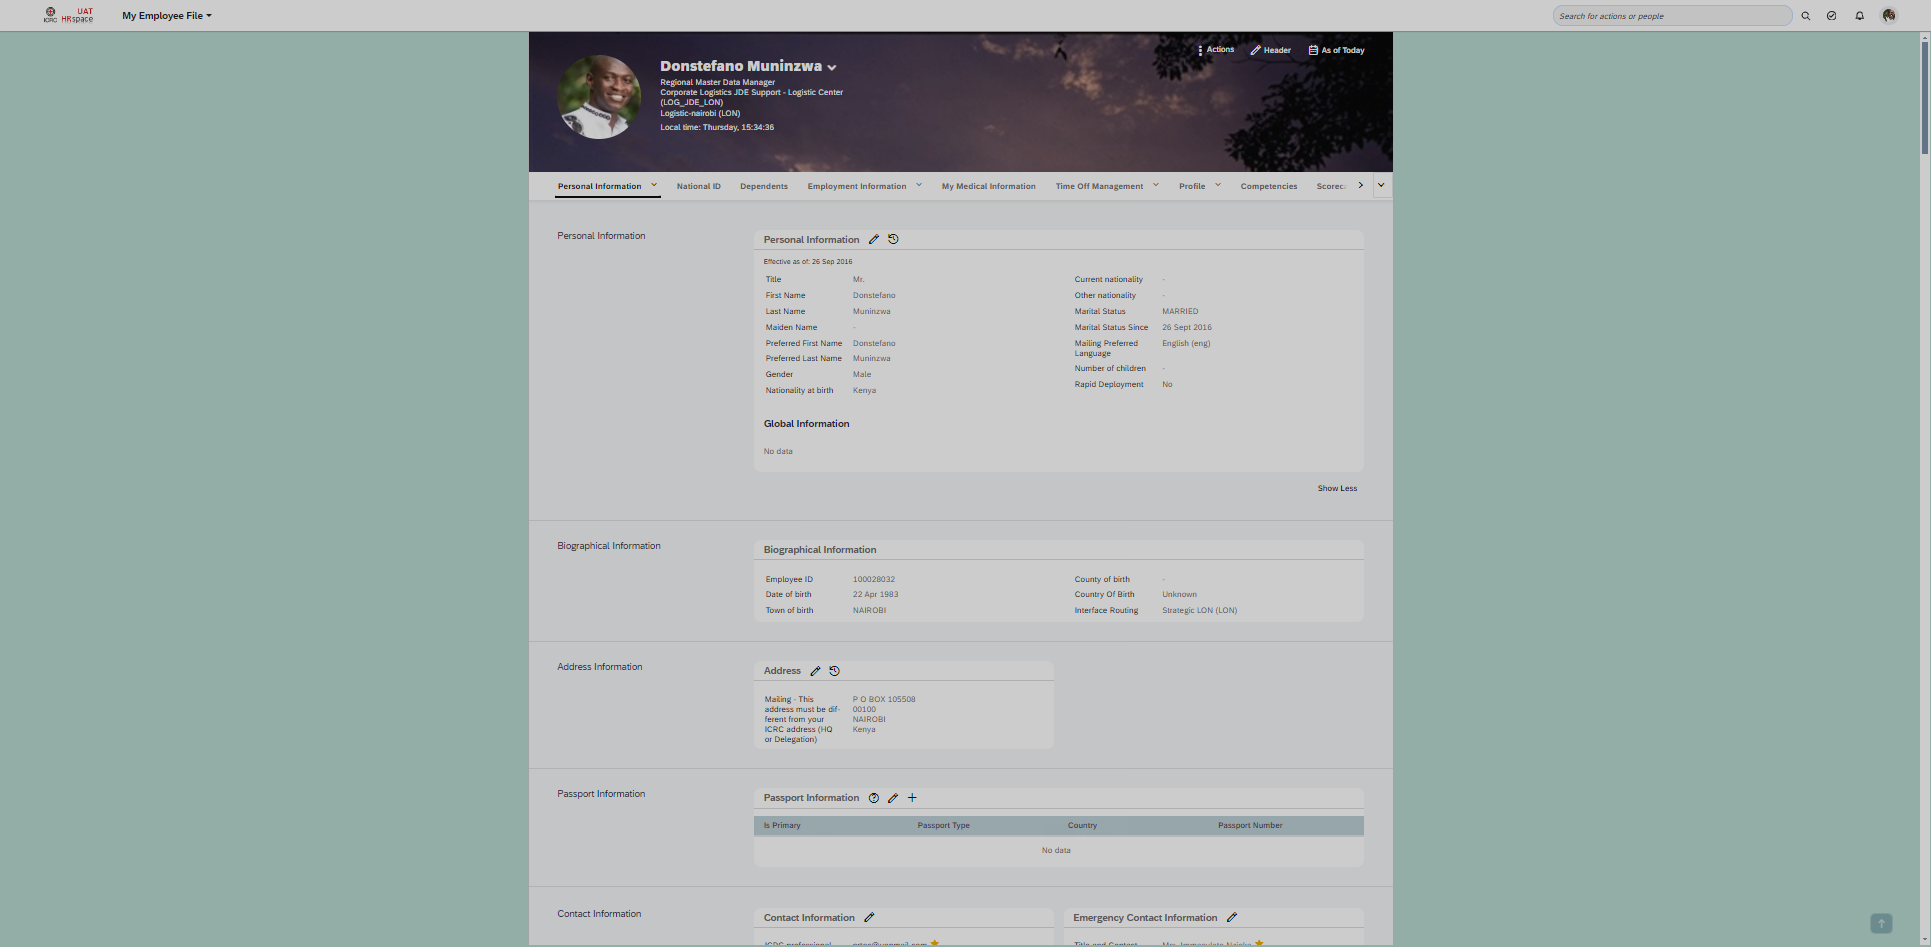 UAT
ICRC HRspace
My Employee File
Search for actions or people
Actions
Header
As of Today
Donstefano Muninzwa
Regional Master Data Manager
Corporate Logistics JDE Support - Logistic Center
(LOG_JDE_LON)
Logistic-nairobi (LON)
Local time: Thursday, 15:34:36
Personal Information
National ID
Dependents
Employment Information
My Medical Information
Time Off Management
Profile
Competencies
Scorec
Personal Information
Personal Information
Effective as of: 26 Sep 2016
Title Mr.
First Name Donstefano
Last Name Muninzwa
Maiden Name -
Preferred First Name Donstefano
Preferred Last Name Muninzwa
Gender Male
Nationality at birth Kenya
Current nationality -
Other nationality -
Marital Status MARRIED
Marital Status Since 26 Sept 2016
Mailing Preferred English (eng)
Language
Number of children -
Rapid Deployment No
Global Information
No data
Show Less
Biographical Information
Biographical Information
Employee ID 100028032
Date of birth 22 Apr 1983
Town of birth NAIROBI
County of birth -
Country Of Birth Unknown
Interface Routing Strategic LON (LON)
Address Information
Address
Mailing - This P O BOX 105508
address must be dif- 00100
ferent from your NAIROBI
ICRC address (HQ Kenya
or Delegation)
Passport Information
Passport Information
Is Primary Passport Type Country Passport Number
No data
Contact Information
Contact Information
ICRC professional
Emergency Contact Information
Title and Contact